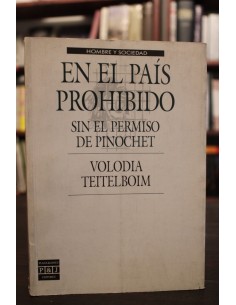 HOMBRE Y SOCIEDAD
EN EL PAÍS
PROHIBIDO
SIN EL PERMISO
DE PINOCHET
VOLODIA
TEITELBOIM
P&J